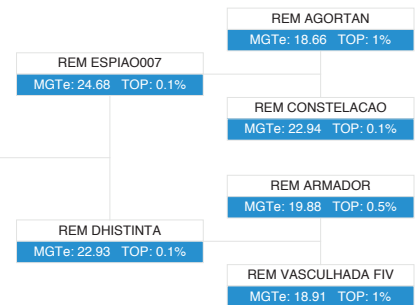 REM AGORTAN
MGTe: 18.66 TOP: 1%
REM ESPIAO007
MGTe: 24.68 TOP: 0.1%
REM CONSTELACAO
MGTe: 22.94 TOP: 0.1%
REM ARMADOR
MGTe: 19.88 TOP: 0.5%
REM DHISTINTA
MGTe: 22.93 TOP: 0.1%
REM VASCULHADA FIV
MGTe: 18.91 TOP: 1%